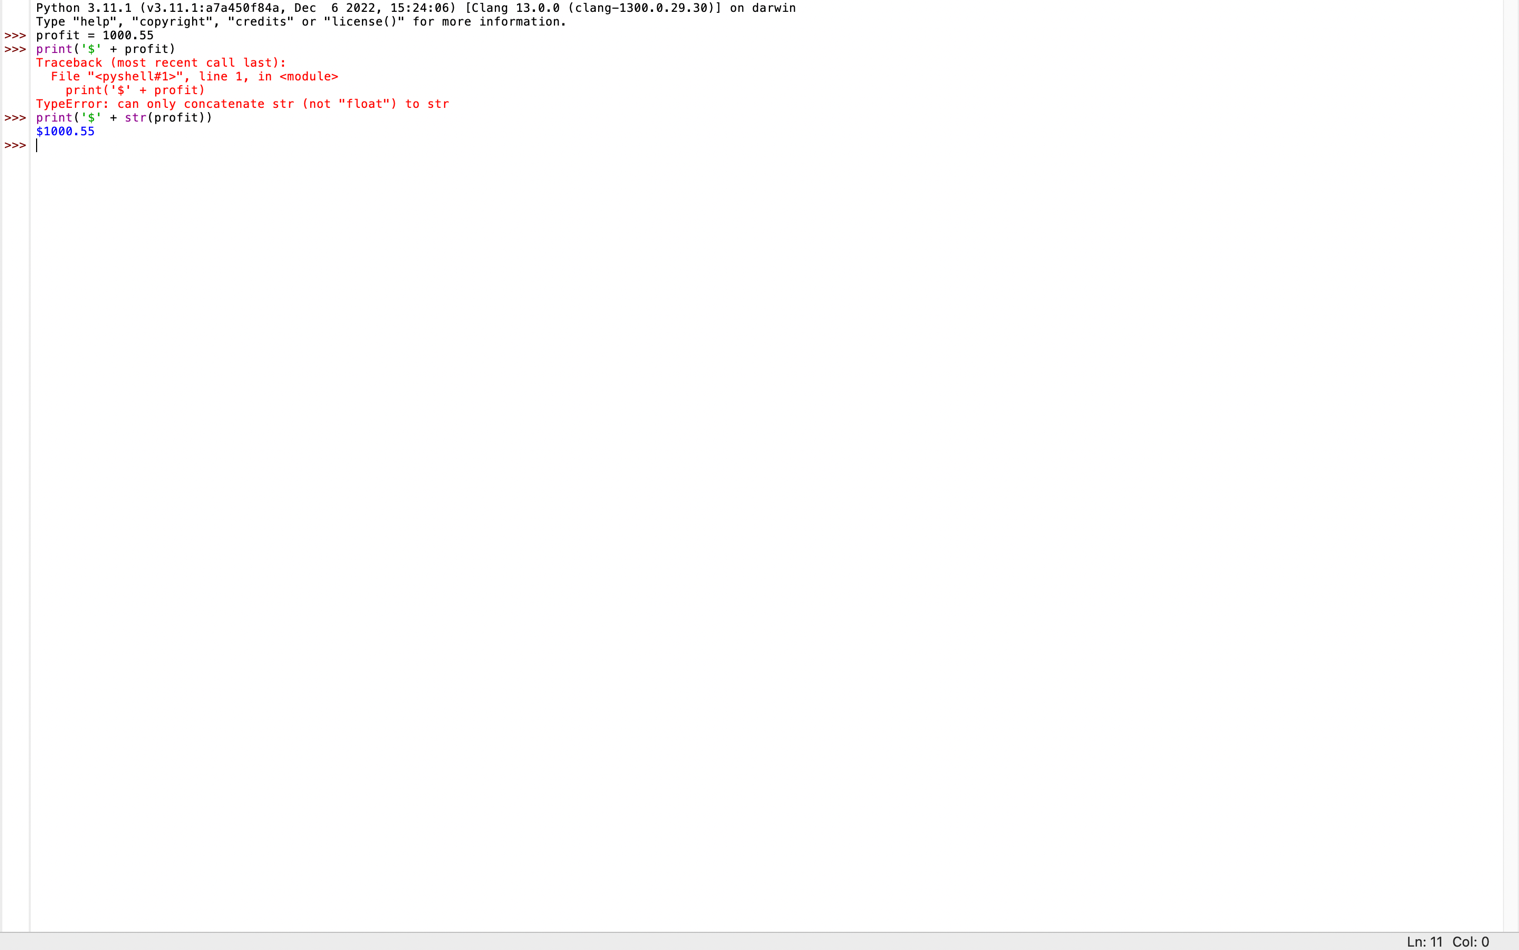 Python 3.11.1 (v3.11.1:a7a450f84a, Dec  6 2022, 15:24:06) [Clang 13.0.0 (clang-1300.0.29.30)] on darwin
Type "help", "copyright", "credits" or "license()" for more information.
>>> profit = 1000.55
>>> print('$' + profit)
Traceback (most recent call last):
  File "<pyshell#1>", line 1, in <module>
    print('$' + profit)
TypeError: can only concatenate str (not "float") to str
>>> print('$' + str(profit))
$1000.55
>>>
Ln: 11 Col: 0